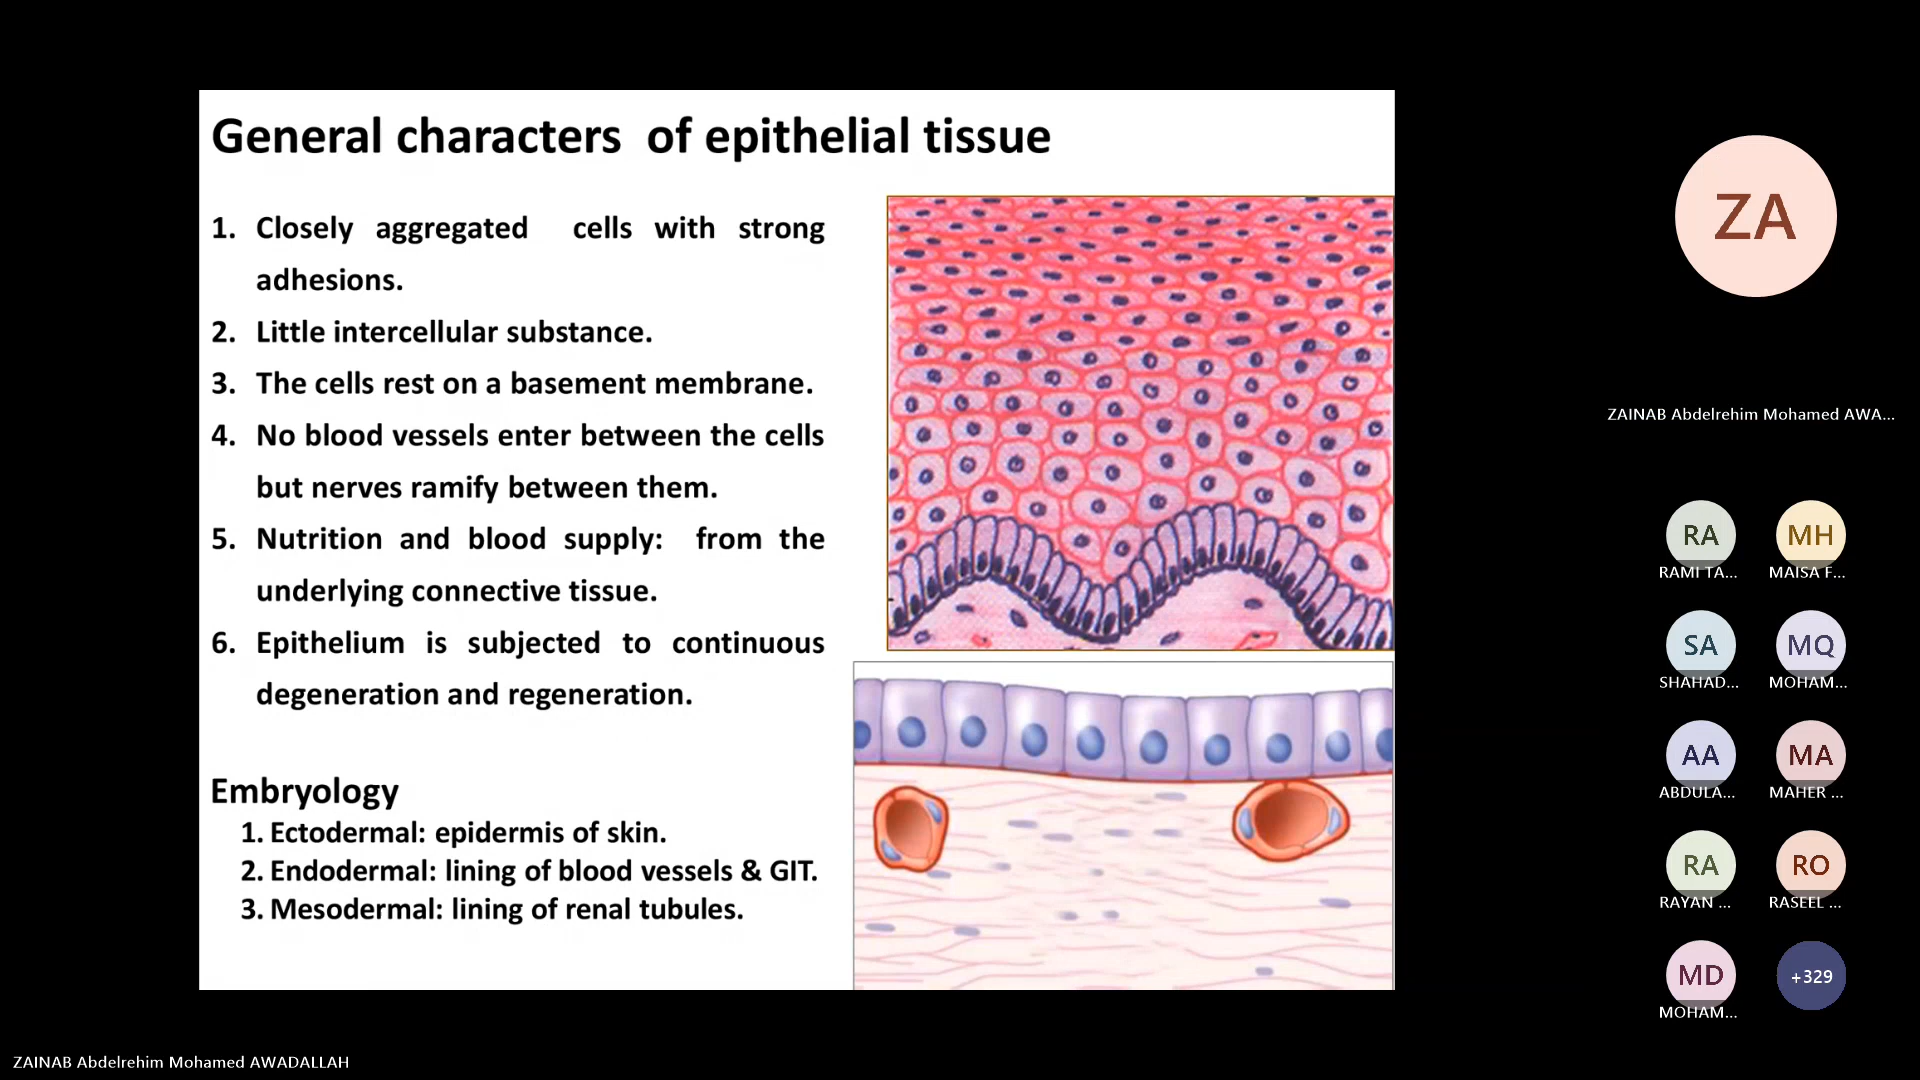 General characters  of epithelial tissue
1. Closely aggregated  cells with strong
adhesions.
2. Little intercellular substance.
3. The cells rest on a basement membrane.
4. No blood vessels enter between the cells
but nerves ramify between them.
5. Nutrition and blood supply:  from the
underlying connective tissue.
6. Epithelium is subjected to continuous
degeneration and regeneration.
Embryology
1. Ectodermal: epidermis of skin.
2. Endodermal: lining of blood vessels & GIT.
3. Mesodermal: lining of renal tubules.
ZA
ZAINAB Abdelrehim Mohamed AWA...
RA MH
RAMI TA... MAISA F...
SA MQ
SHAHAD... MOHAM...
AA MA
ABDULA... MAHER ...
RA RO
RAYAN ... RASEEL ...
MD +329
MOHAM...
ZAINAB Abdelrehim Mohamed AWADALLAH